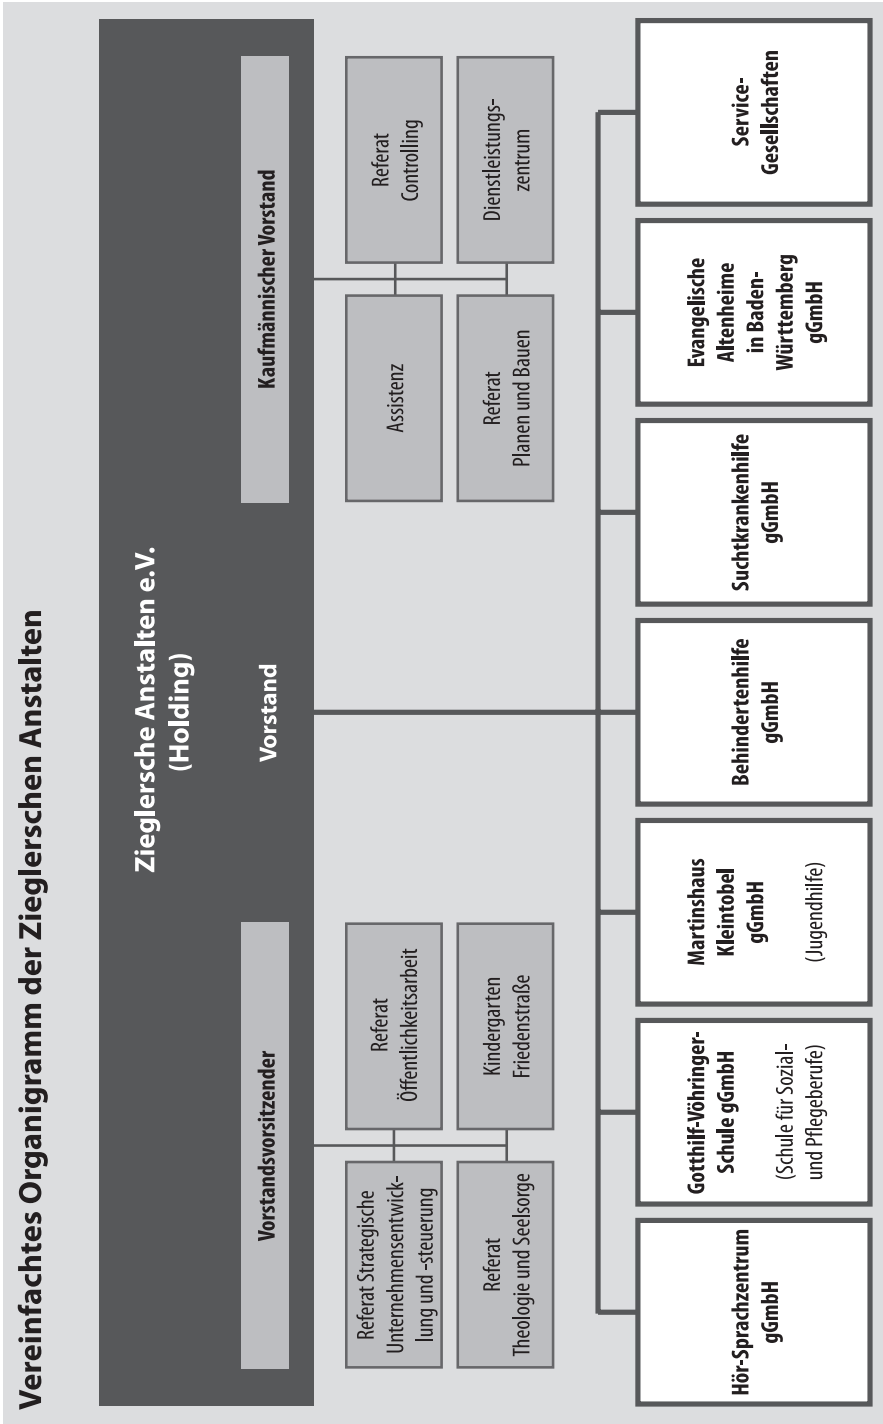 Vereinfachtes Organigramm der Zieglerschen Anstalten
Zieglersche Anstalten e.V.
(Holding)
Vorstand
Vorstandsvorsitzender
Kaufmännischer Vorstand
Referat Strategische
Unternehmensentwick-
lung und -steuerung
Referat
Öffentlichkeitsarbeit
Referat
Theologie und Seelsorge
Kindergarten
Friedenstraße
Assistenz
Referat
Controlling
Referat
Planen und Bauen
Dienstleistungs-
zentrum
Hör-Sprachzentrum
gGmbH
Gotthilf-Vöhringer-
Schule gGmbH
(Schule für Sozial-
und Pflegeberufe)
Martinshaus
Kleintobel
gGmbH
(Jugendhilfe)
Behindertenhilfe
gGmbH
Suchtkrankenhilfe
gGmbH
Evangelische
Altenheime
in Baden-
Württemberg
gGmbH
Service-
Gesellschaften